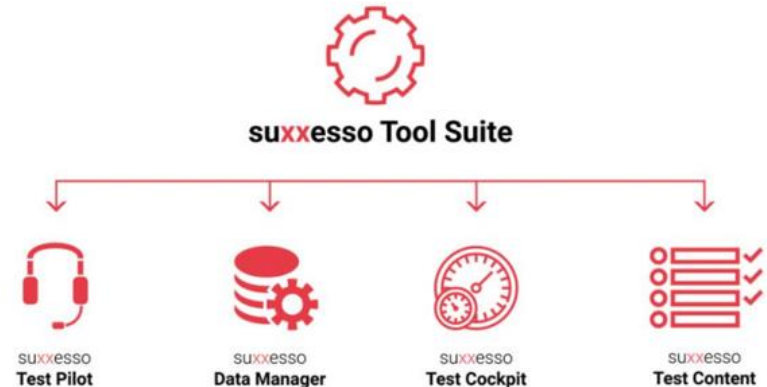 suxxesso Tool Suite
suxxesso
Test Pilot
suxxesso
Data Manager
suxxesso
Test Cockpit
suxxesso
Test Content